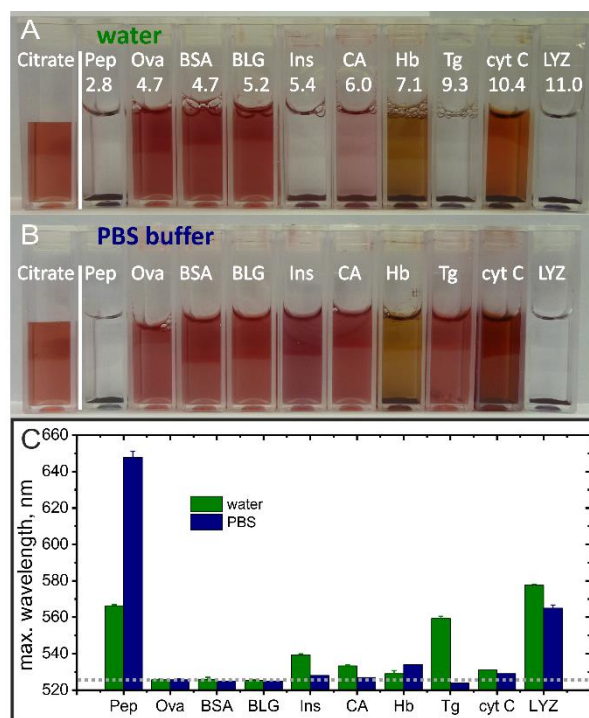 A
water
Citrate Pep Ova BSA BLG Ins CA Hb Tg cyt C LYZ
2.8 4.7 4.7 5.2 5.4 6.0 7.1 9.3 10.4 11.0
B
PBS buffer
Citrate Pep Ova BSA BLG Ins CA Hb Tg cyt C LYZ
C
660
640
620
600
580
560
540
520
max. wavelength, nm
water
PBS
Pep Ova BSA BLG Ins CA Hb Tg cyt C LYZ